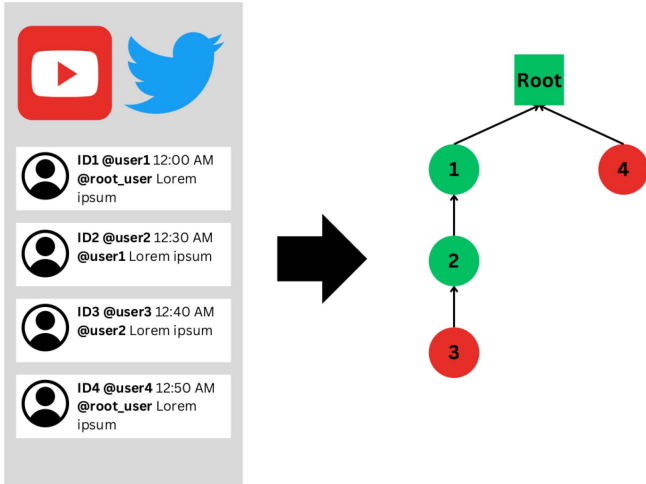 ID1 @user1 12:00 AM
@root_user Lorem
ipsum
ID2 @user2 12:30 AM
@user1 Lorem ipsum
ID3 @user3 12:40 AM
@user2 Lorem ipsum
ID4 @user4 12:50 AM
@root_user Lorem
ipsum
Root
1
4
2
3